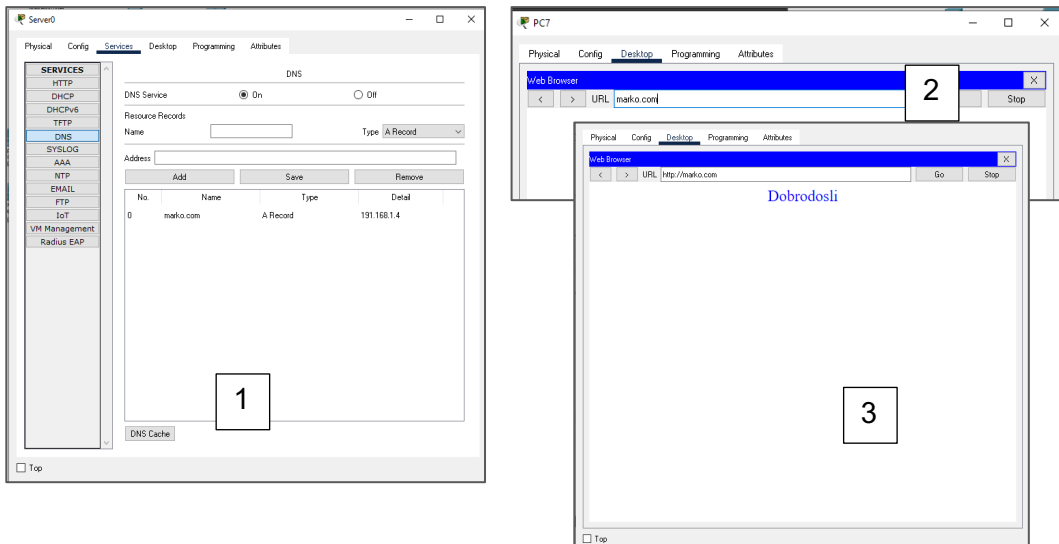 Server0
Physical Config Services Desktop Programming Attributes
SERVICES
HTTP
DHCP
DHCPv6
TFTP
DNS
SYSLOG
AAA
NTP
EMAIL
FTP
IoT
VM Management
Radius EAP
DNS
DNS Service On Off
Resource Records
Name Type A Record
Address
Add Save Remove
No. Name Type Detail
0 marko.com A Record 191.168.1.4
1
DNS Cache
Top
PC7
Physical Config Desktop Programming Attributes
Web Browser X
< > URL marko.com Stop
2
Physical Config Desktop Programming Attributes
Web Browser X
< > URL http://marko.com Go Stop
Dobrodosli
3
Top